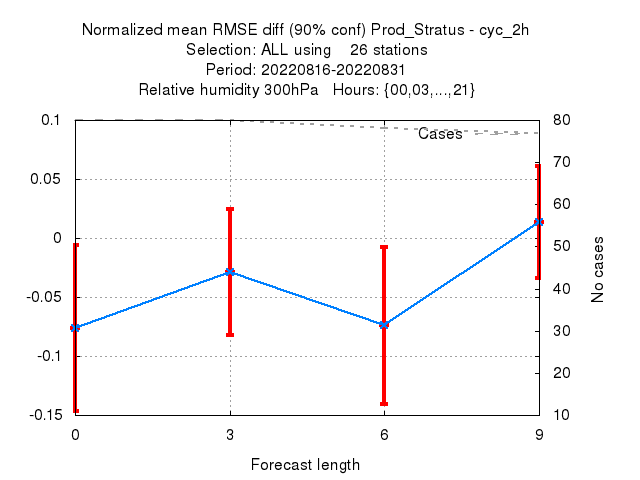 Normalized mean RMSE diff (90% conf) Prod_Stratus - cyc_2h
Selection: ALL using    26 stations
Period: 20220816-20220831
Relative humidity 300hPa   Hours: {00,03,...,21}
0.1
0.05
0
-0.05
-0.1
-0.15
80
70
60
50
40
30
20
10
Cases
No cases
0 3 6 9
Forecast length